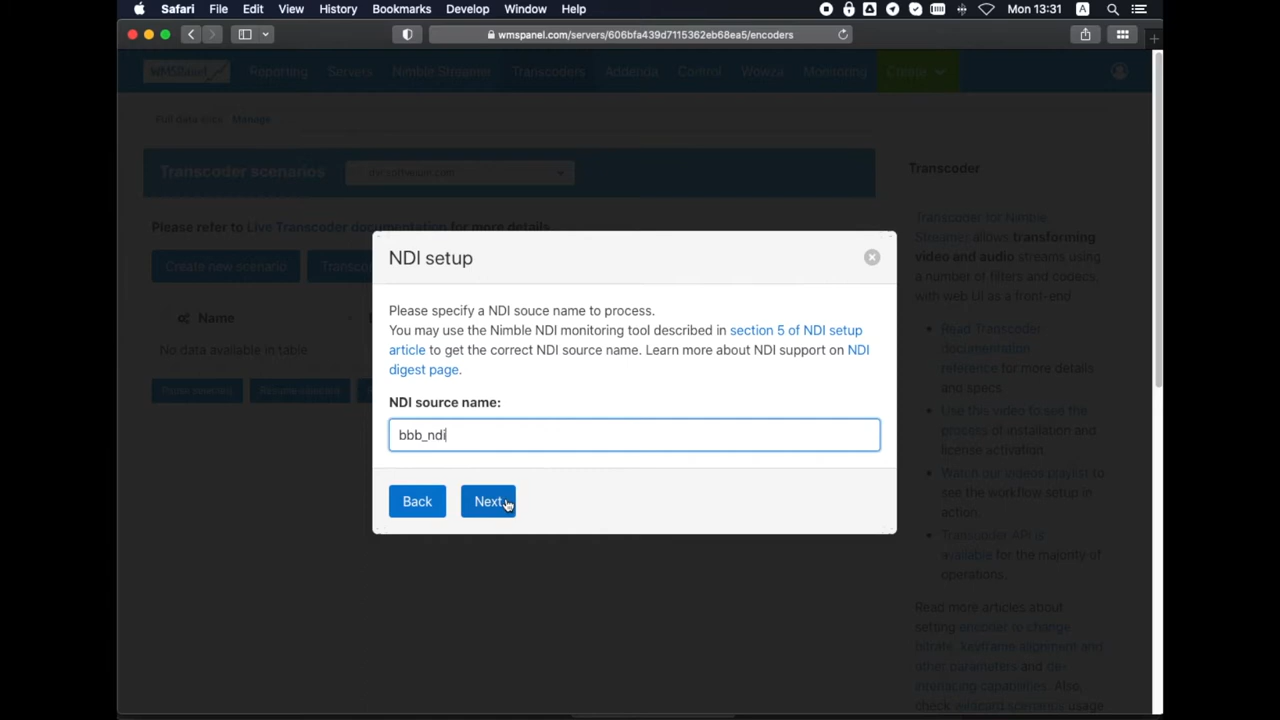 Safari File Edit View History Bookmarks Develop Window Help Mon 13:31 A
wmspanel.com/servers/606bfa439d7115362eb68ea5/encoders
WMSPanel Reporting Servers Nimble Streamer Transcoders Addenda Control Wowza Monitoring Create
Manage
Transcoder scenarios
Please refer to Live Transcoder documentation for more details
Create new scenario
Name
No data available in table
NDI setup
Please specify a NDI souce name to process.
You may use the Nimble NDI monitoring tool described in section 5 of NDI setup
article to get the correct NDI source name. Learn more about NDI support on NDI
digest page.
NDI source name:
bbb_ndi
Back Next
Transcoder
Transcoder for Nimble
Streamer allows transforming
video and audio streams using
a number of filters and codecs,
with web UI as a front-end
Read Transcoder
documentation
reference for more details
and specs.
Use this video to see the
process of installation and
license activation.
Watch our videos playlist to
see the workflow setup in
action.
Transcoder API is
available for the majority of
operations.
Read more articles about
setting encoder re-change
bitrate, keyframe alignment and
other parameters and de-
interlacing capabilities. Also,
check wildcard scenarios usage